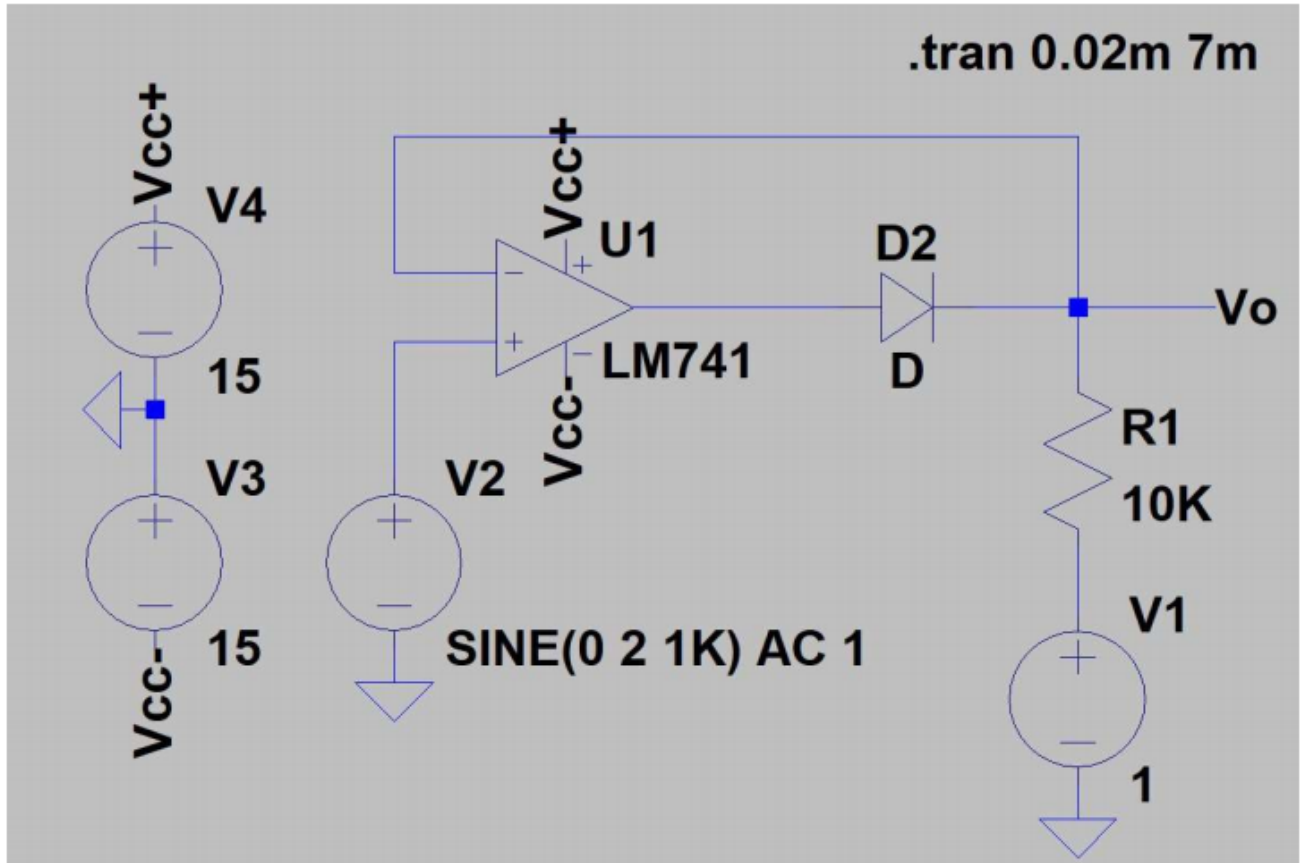 .tran 0.02m 7m
Vcc+
V4
15
V3
15
Vcc-
Vcc+
U1
LM741
Vcc-
V2
SINE(0 2 1K) AC 1
D2
D
Vo
R1
10K
V1
1